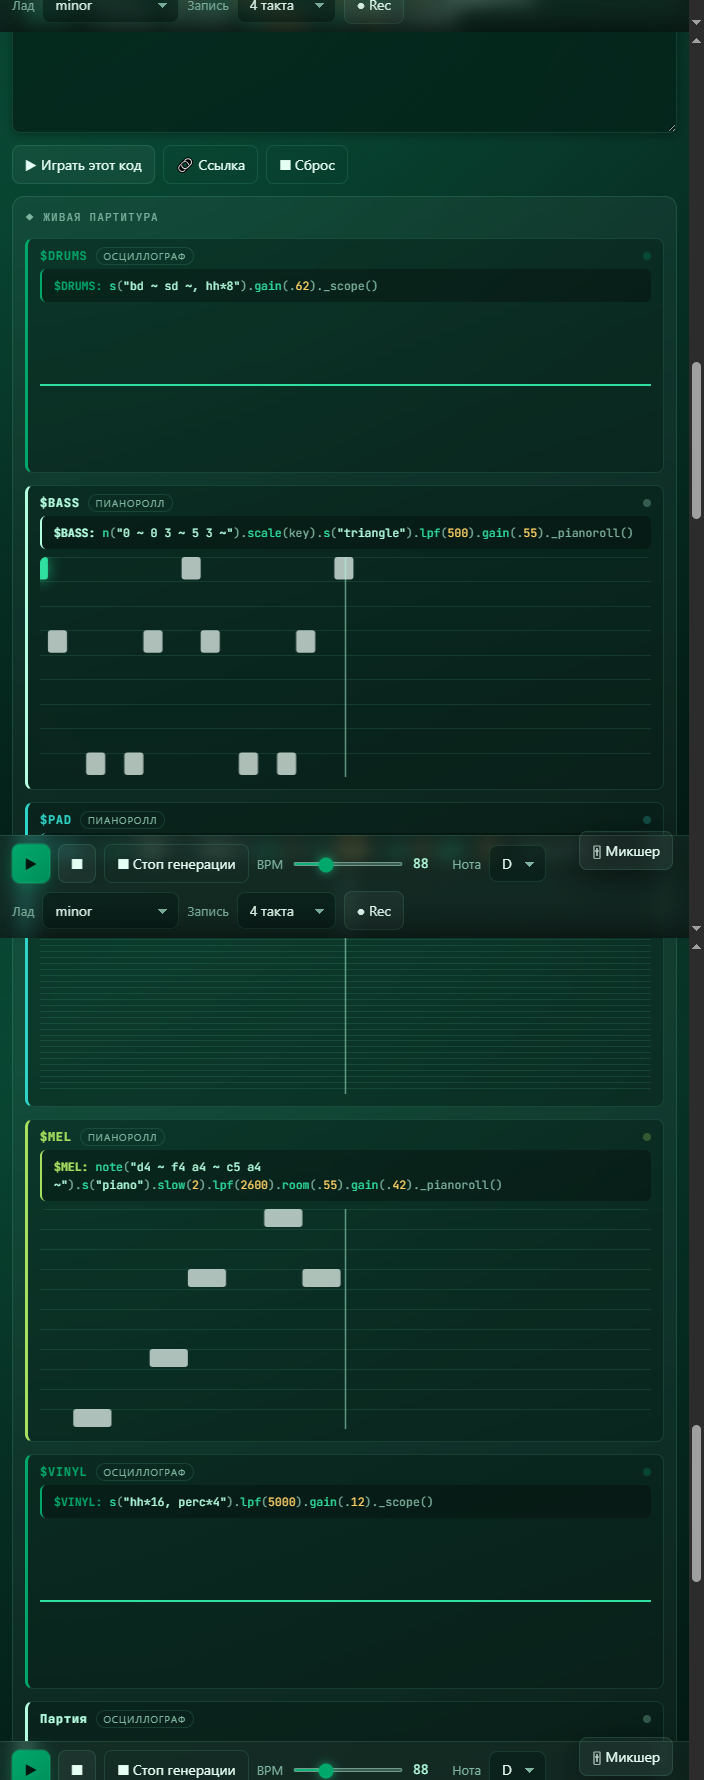 Лад minor Запись 4 такта ● Rec
▶ Играть этот код 🔗 Ссылка ■ Сброс
◆ ЖИВАЯ ПАРТИТУРА
$DRUMS ОСЦИЛЛОГРАФ
$DRUMS: s("bd ~ sd ~, hh*8").gain(.62)._scope()
$BASS ПИАНОРОЛЛ
$BASS: n("0 ~ 0 3 ~ 5 3 ~").scale(key).s("triangle").lpf(500).gain(.55)._pianoroll()
$PAD ПИАНОРОЛЛ
▶ ■ ■ Стоп генерации BPM 88 Нота D 🎚 Микшер
Лад minor Запись 4 такта ● Rec
$MEL ПИАНОРОЛЛ
$MEL: note("d4 ~ f4 a4 ~ c5 a4
~").s("piano").slow(2).lpf(2600).room(.55).gain(.42)._pianoroll()
$VINYL ОСЦИЛЛОГРАФ
$VINYL: s("hh*16, perc*4").lpf(5000).gain(.12)._scope()
Партия ОСЦИЛЛОГРАФ
▶ ■ ■ Стоп генерации BPM 88 Нота D 🎚 Микшер